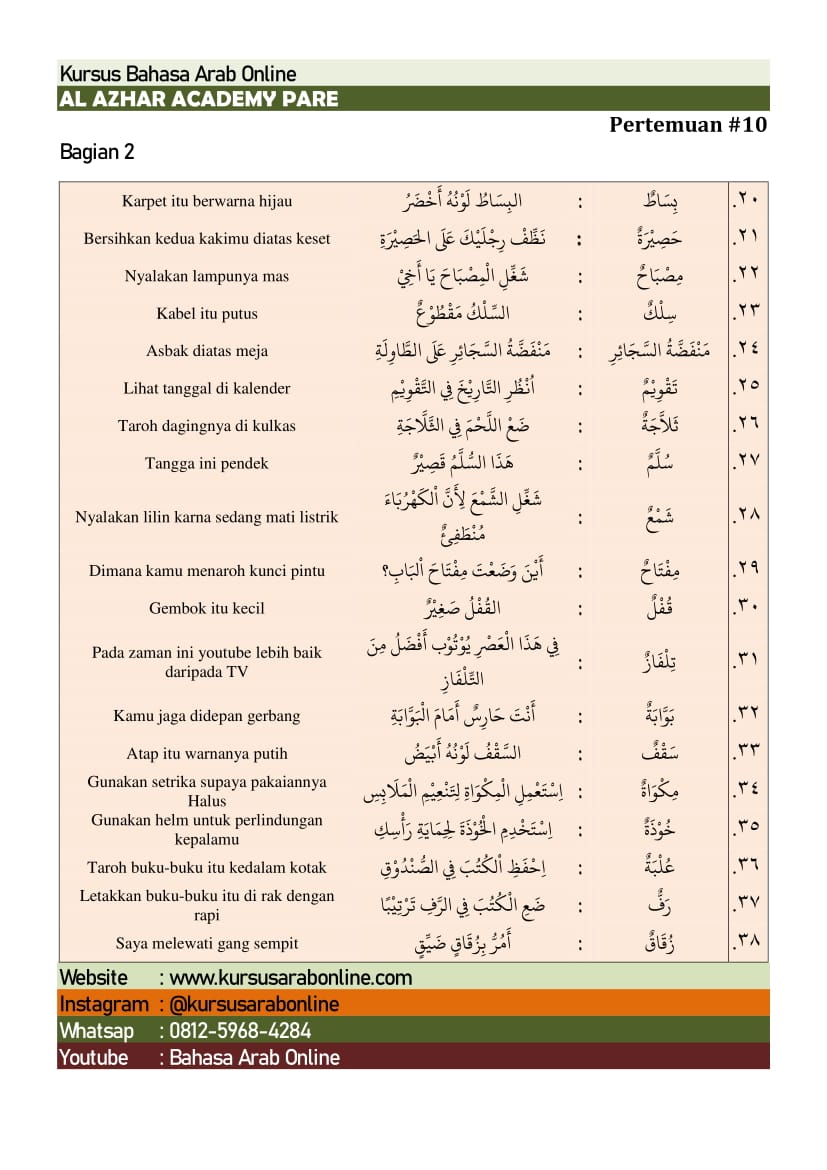 Kursus Bahasa Arab Online
AL AZHAR ACADEMY PARE
Pertemuan #10
Bagian 2
٢٠. بِسَاطٌ : البِسَاطُ لَوْنُهُ أَخْضَرُ Karpet itu berwarna hijau
٢١. حَصِيْرَةٌ : نَظِّفْ رِجْلَيْكَ عَلَى الحَصِيْرَةِ Bersihkan kedua kakimu diatas keset
٢٢. مِصْبَاحٌ : شَغِّلِ الْمِصْبَاحَ يَا أَخِيْ Nyalakan lampunya mas
٢٣. سِلْكٌ : السِّلْكُ مَقْطُوْعٌ Kabel itu putus
٢٤. مَنْفَضَّةُ السَّجَائِرِ : مَنْفَضَّةُ السَّجَائِرِ عَلَى الطَّاوِلَةِ Asbak diatas meja
٢٥. تَقْوِيْمٌ : اُنْظُرِ التَّارِيْخَ فِي التَّقْوِيْمِ Lihat tanggal di kalender
٢٦. ثَلاَّجَةٌ : ضَعْ اللَّحْمَ فِي الثَّلَّاجَةِ Taroh dagingnya di kulkas
٢٧. سُلَّمٌ : هَذَا السُّلَّمُ قَصِيْرٌ Tangga ini pendek
٢٨. شَمْعٌ : شَغِّلِ الشَّمْعَ لِأَنَّ الْكَهْرُبَاءَ
مُنْطَفِئٌ Nyalakan lilin karna sedang mati listrik
٢٩. مِفْتَاحٌ : أَيْنَ وَضَعْتَ مِفْتَاحَ الْبَابِ؟ Dimana kamu menaroh kunci pintu
٣٠. قُفْلٌ : القُفْلُ صَغِيْرٌ Gembok itu kecil
٣١. تِلْفَازٌ : فِي هَذَا الْعَصْرِ يُوْتُوْب أَفْضَلُ مِنَ
التِّلْفَازِ Pada zaman ini youtube lebih baik
daripada TV
٣٢. بَوَّابَةٌ : أَنْتَ حَارِسٌ أَمَامَ الْبَوَّابَةِ Kamu jaga didepan gerbang
٣٣. سَقْفٌ : السَّقْفُ لَوْنُهُ أَبْيَضُ Atap itu warnanya putih
٣٤. مِكْوَاةٌ : اِسْتَعْمِلِ الْمِكْوَاةِ لِتَنْعِيْمِ الْمَلَابِسِ Gunakan setrika supaya pakaiannya
Halus
٣٥. خُوْذَةٌ : اِسْتَخْدِمِ الْخُوْذَةَ لِحِمَايَةِ رَأْسِكِ Gunakan helm untuk perlindungan
kepalamu
٣٦. عُلْبَةٌ : اِحْفَظِ الْكُتُبَ فِي الصُّنْدُوْقِ Taroh buku-buku itu kedalam kotak
٣٧. رَفٌّ : ضَعِ الْكُتُبَ فِي الرَّفِ تَرْتِيْبًا Letakkan buku-buku itu di rak dengan
rapi
٣٨. زُقَاقٌ : أَمُرُّ بِزُقَاقٍ ضَيِّقٍ Saya melewati gang sempit
Website : www.kursusarabonline.com
Instagram : @kursusarabonline
Whatsap : 0812-5968-4284
Youtube : Bahasa Arab Online